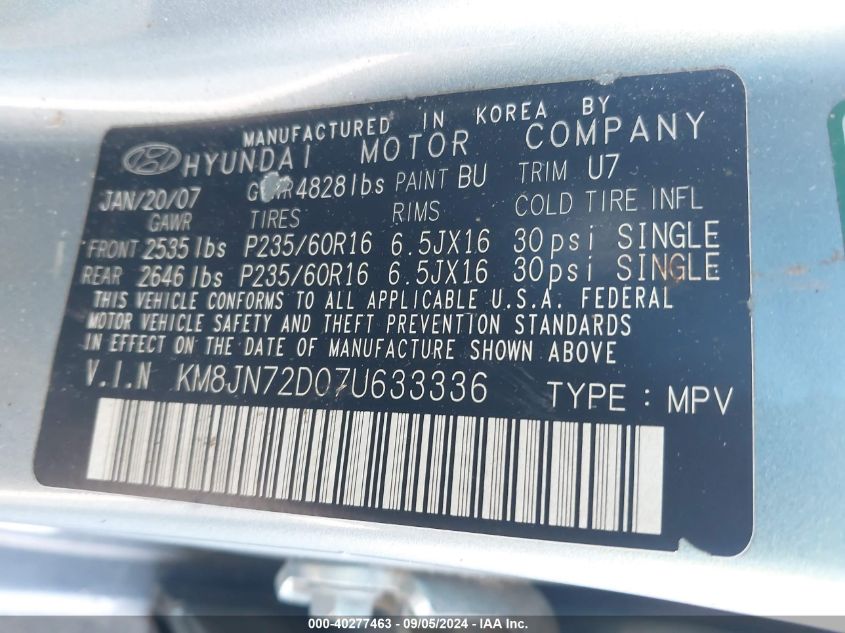 MANUFACTURED IN KOREA BY
HYUNDAI MOTOR COMPANY
JAN/20/07 4828lbs PAINT BU TRIM U7
GAWR TIRES RIMS COLD TIRE INFL
FRONT 2535lbs P235/60R16 6.5JX16 30psi SINGLE
REAR 2646lbs P235/60R16 6.5JX16 30psi SINGLE
THIS VEHICLE CONFORMS TO ALL APPLICABLE U.S.A. FEDERAL
MOTOR VEHICLE SAFETY AND THEFT PREVENTION STANDARDS
IN EFFECT ON THE DATE OF MANUFACTURE SHOWN ABOVE
V.I.N KM8JN72D07U633336 TYPE : MPV
000-40277463 - 09/05/2024 - IAAI.COM